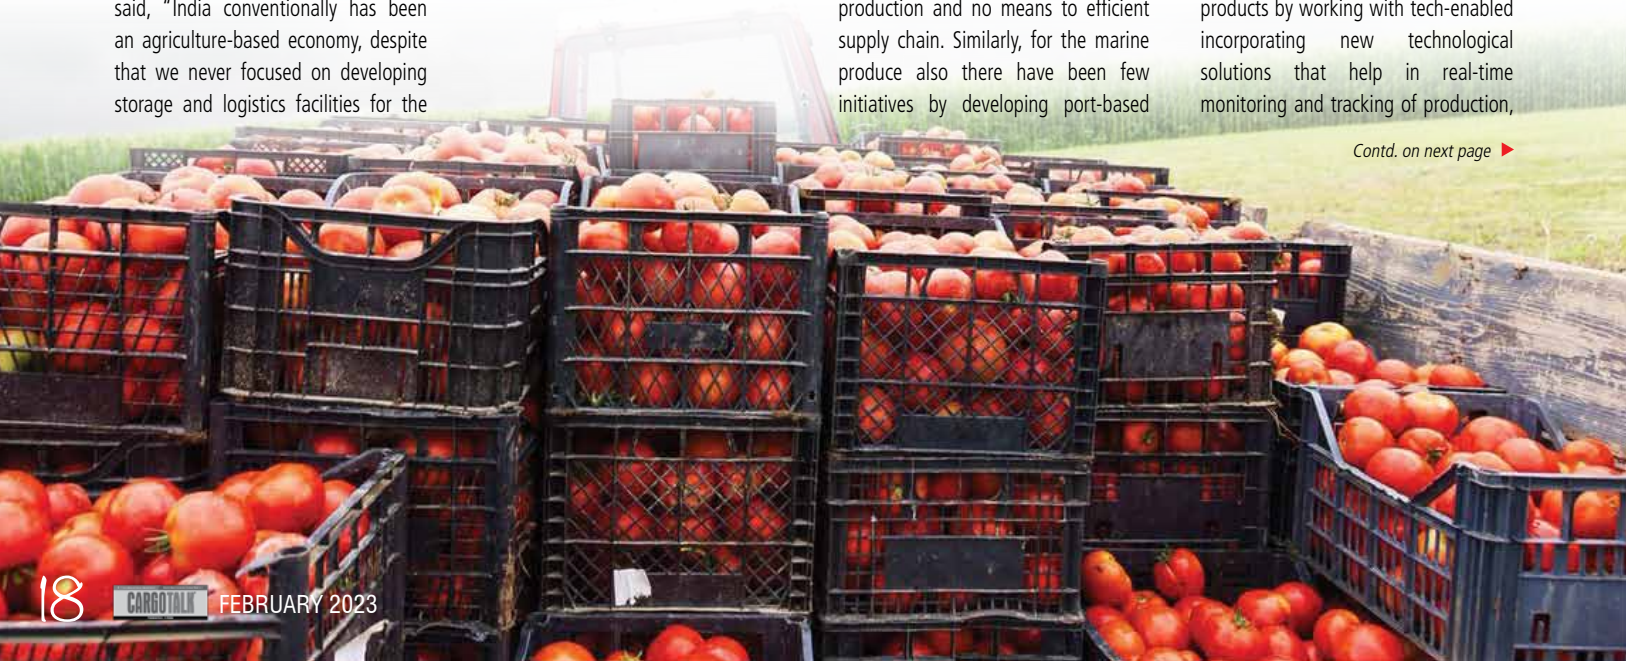 said, “India conventionally has been
an agriculture-based economy, despite
that we never focused on developing
storage and logistics facilities for the
production and no means to efficient
supply chain. Similarly, for the marine
produce also there have been few
initiatives by developing port-based
products by working with tech-enabled
incorporating new technological
solutions that help in real-time
monitoring and tracking of production,
Contd. on next page
18 CARGOTALK FEBRUARY 2023